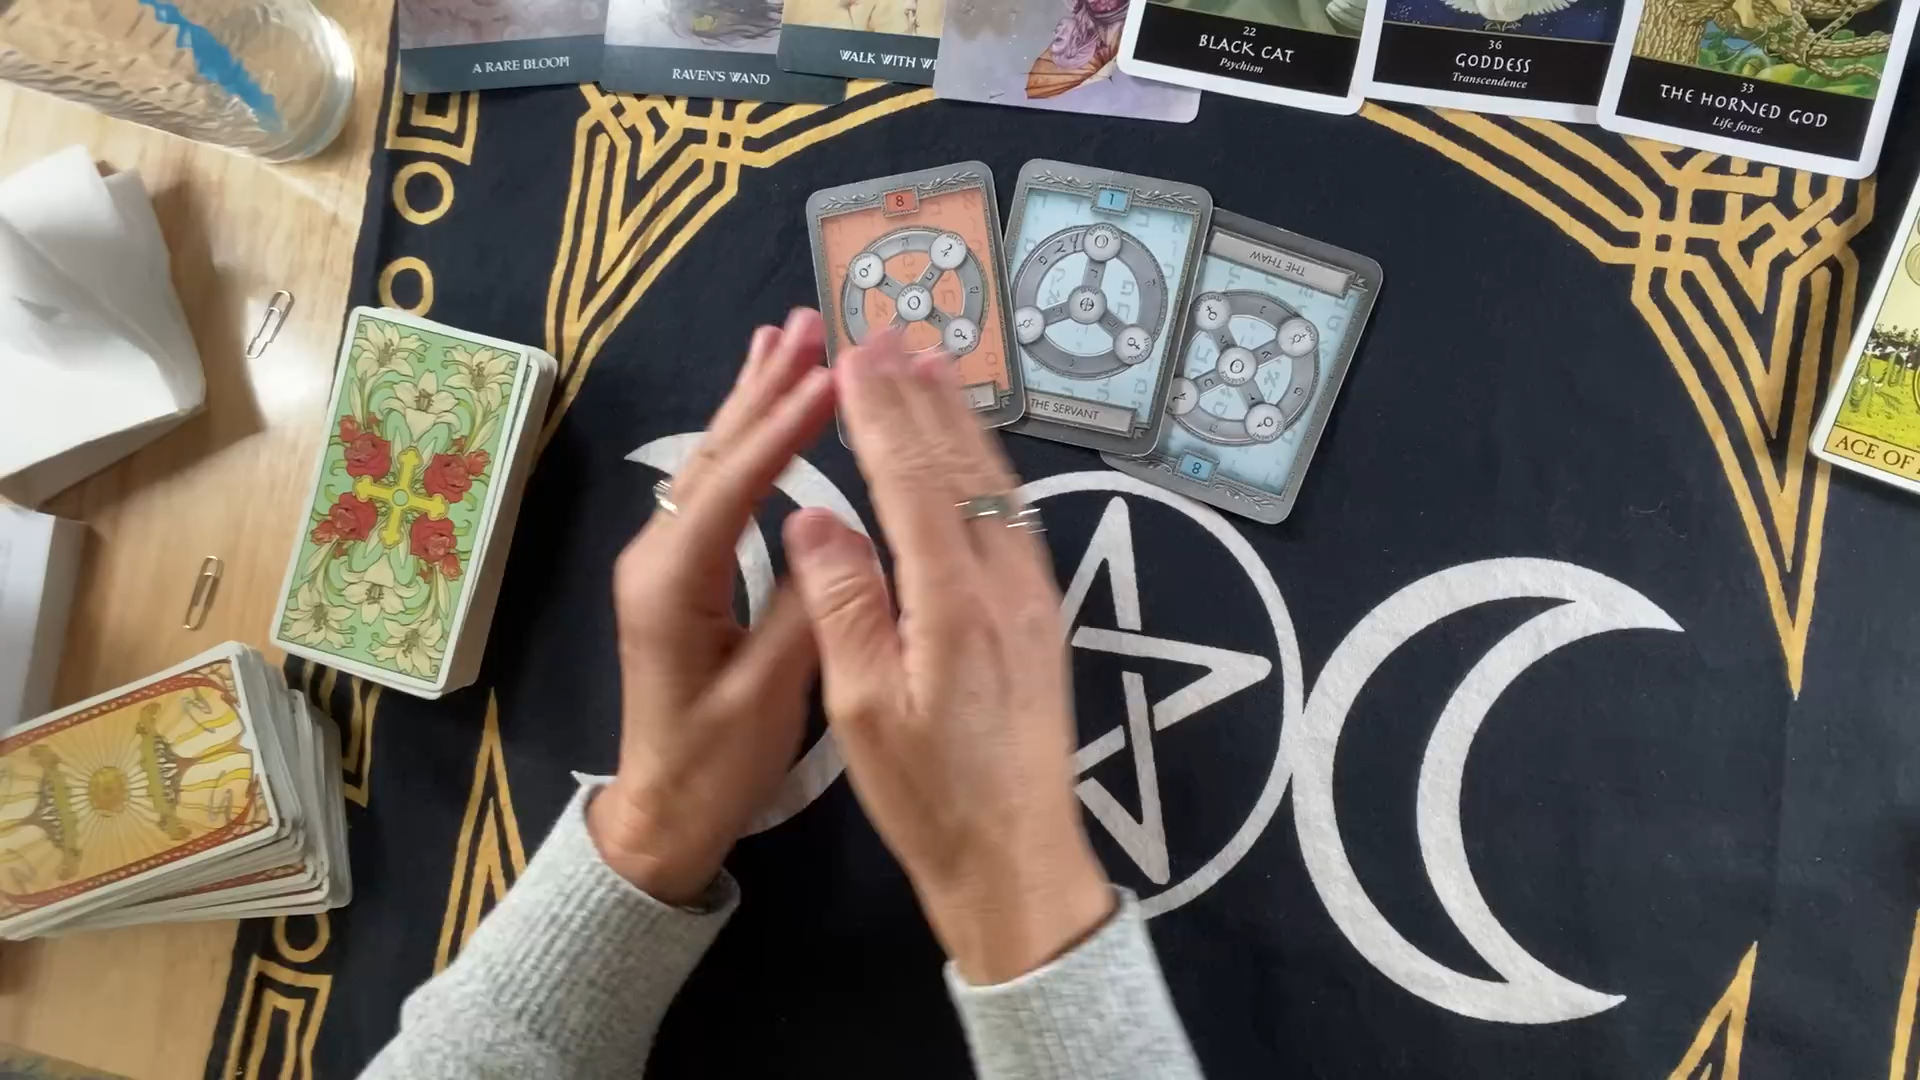 A RARE BLOOM
RAVEN'S WAND
WALK WITH
22
BLACK CAT
Psychism
36
GODDESS
Transcendence
33
THE HORNED GOD
Life force
8
1
THE THAW
THE SERVANT
8
ACE OF